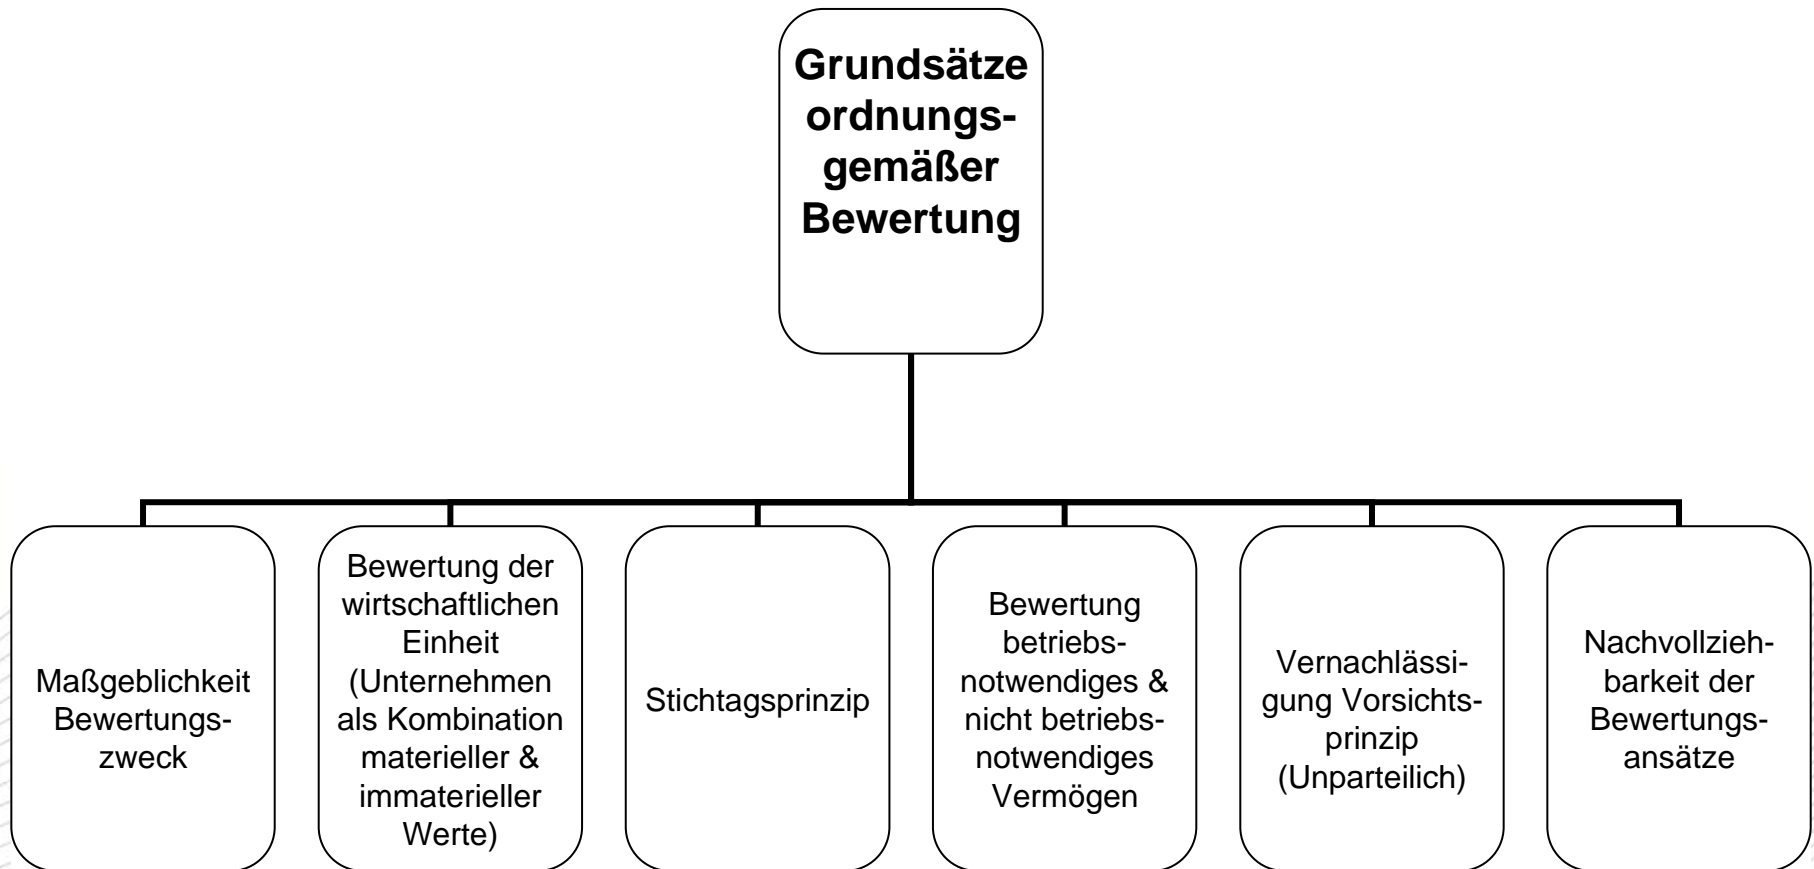 Grundsätze
ordnungs-
gemäßer
Bewertung
Maßgeblichkeit
Bewertungs-
zweck
Bewertung der
wirtschaftlichen
Einheit
(Unternehmen
als Kombination
materieller &
immaterieller
Werte)
Stichtagsprinzip
Bewertung
betriebs-
notwendiges &
nicht betriebs-
notwendiges
Vermögen
Vernachlässi-
gung Vorsichts-
prinzip
(Unparteilich)
Nachvollzieh-
barkeit der
Bewertungs-
ansätze